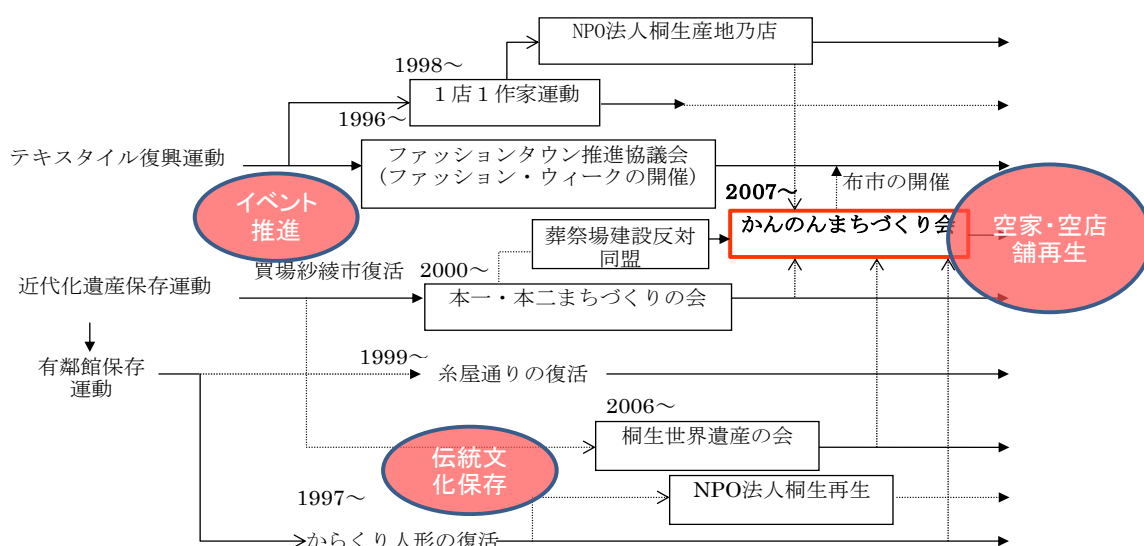 NPO法人桐生産地乃店
1998～
１店１作家運動
1996～
テキスタイル復興運動
ファッションタウン推進協議会
(ファッション・ウィークの開催)
イベント
推進
2007～
布市の開催
かんのんまちづくり会
空家・空店
舗再生
葬祭場建設反対
同盟
買場紗綾市復活
2000～
近代化遺産保存運動
本一・本二まちづくりの会
有鄰館保存
運動
1999～
糸屋通りの復活
2006～
桐生世界遺産の会
伝統文
化保存
1997～
NPO法人桐生再生
からくり人形の復活